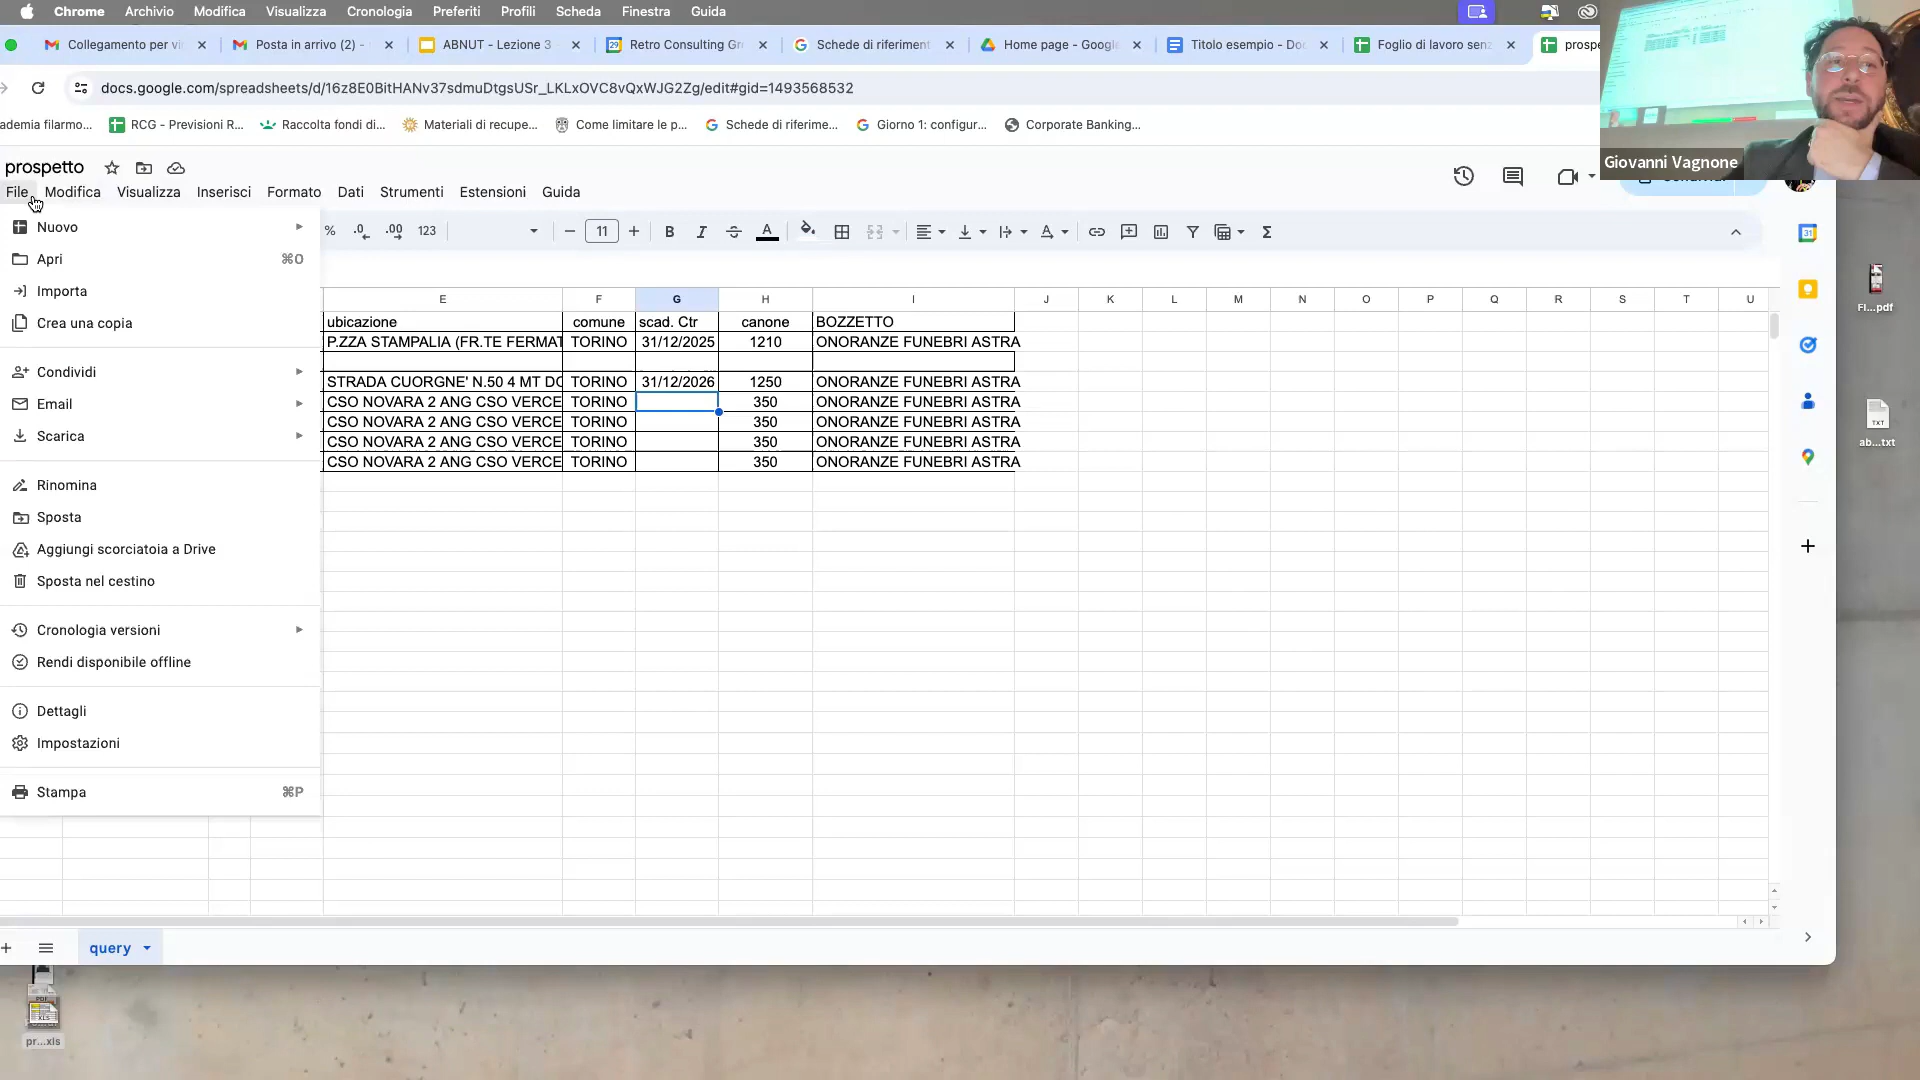 Chrome Archivio Modifica Visualizza Cronologia Preferiti Profili Scheda Finestra Guida
Collegamento per vi
Posta in arrivo (2) -
ABNUT - Lezione 3
Retro Consulting Gr
Schede di riferiment
Home page - Google
Titolo esempio - Do
Foglio di lavoro senz
prospe
docs.google.com/spreadsheets/d/16z8E0BitHANv37sdmuDtgsUSr_LKLxOVC8vQxWJG2Zg/edit#gid=1493568532
ademia filarmo...
RCG - Previsioni R...
Raccolta fondi di...
Materiali di recupe...
Come limitare le p...
Schede di riferime...
Giorno 1: configur...
Corporate Banking...
Giovanni Vagnone
prospetto
File Modifica Visualizza Inserisci Formato Dati Strumenti Estensioni Guida
% .0 .00 123 11 B I A Σ
Nuovo
Apri ⌘O
Importa
Crea una copia
Condividi
Email
Scarica
Rinomina
Sposta
Aggiungi scorciatoia a Drive
Sposta nel cestino
Cronologia versioni
Rendi disponibile offline
Dettagli
Impostazioni
Stampa ⌘P
E F G H I J K L M N O P Q R S T U
ubicazione comune scad. Ctr canone BOZZETTO
P.ZZA STAMPALIA (FR.TE FERMAT TORINO 31/12/2025 1210 ONORANZE FUNEBRI ASTRA
STRADA CUORGNE' N.50 4 MT DO TORINO 31/12/2026 1250 ONORANZE FUNEBRI ASTRA
CSO NOVARA 2 ANG CSO VERCE TORINO 350 ONORANZE FUNEBRI ASTRA
CSO NOVARA 2 ANG CSO VERCE TORINO 350 ONORANZE FUNEBRI ASTRA
CSO NOVARA 2 ANG CSO VERCE TORINO 350 ONORANZE FUNEBRI ASTRA
CSO NOVARA 2 ANG CSO VERCE TORINO 350 ONORANZE FUNEBRI ASTRA
31
FI...pdf
TXT
ab...txt
query
PDF
XLS
pr...xls